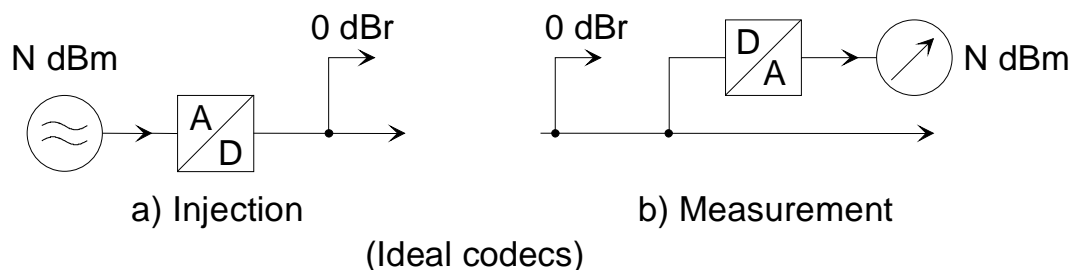 0 dBr
N dBm
A
D
a) Injection
0 dBr
D
A
N dBm
b) Measurement
(Ideal codecs)